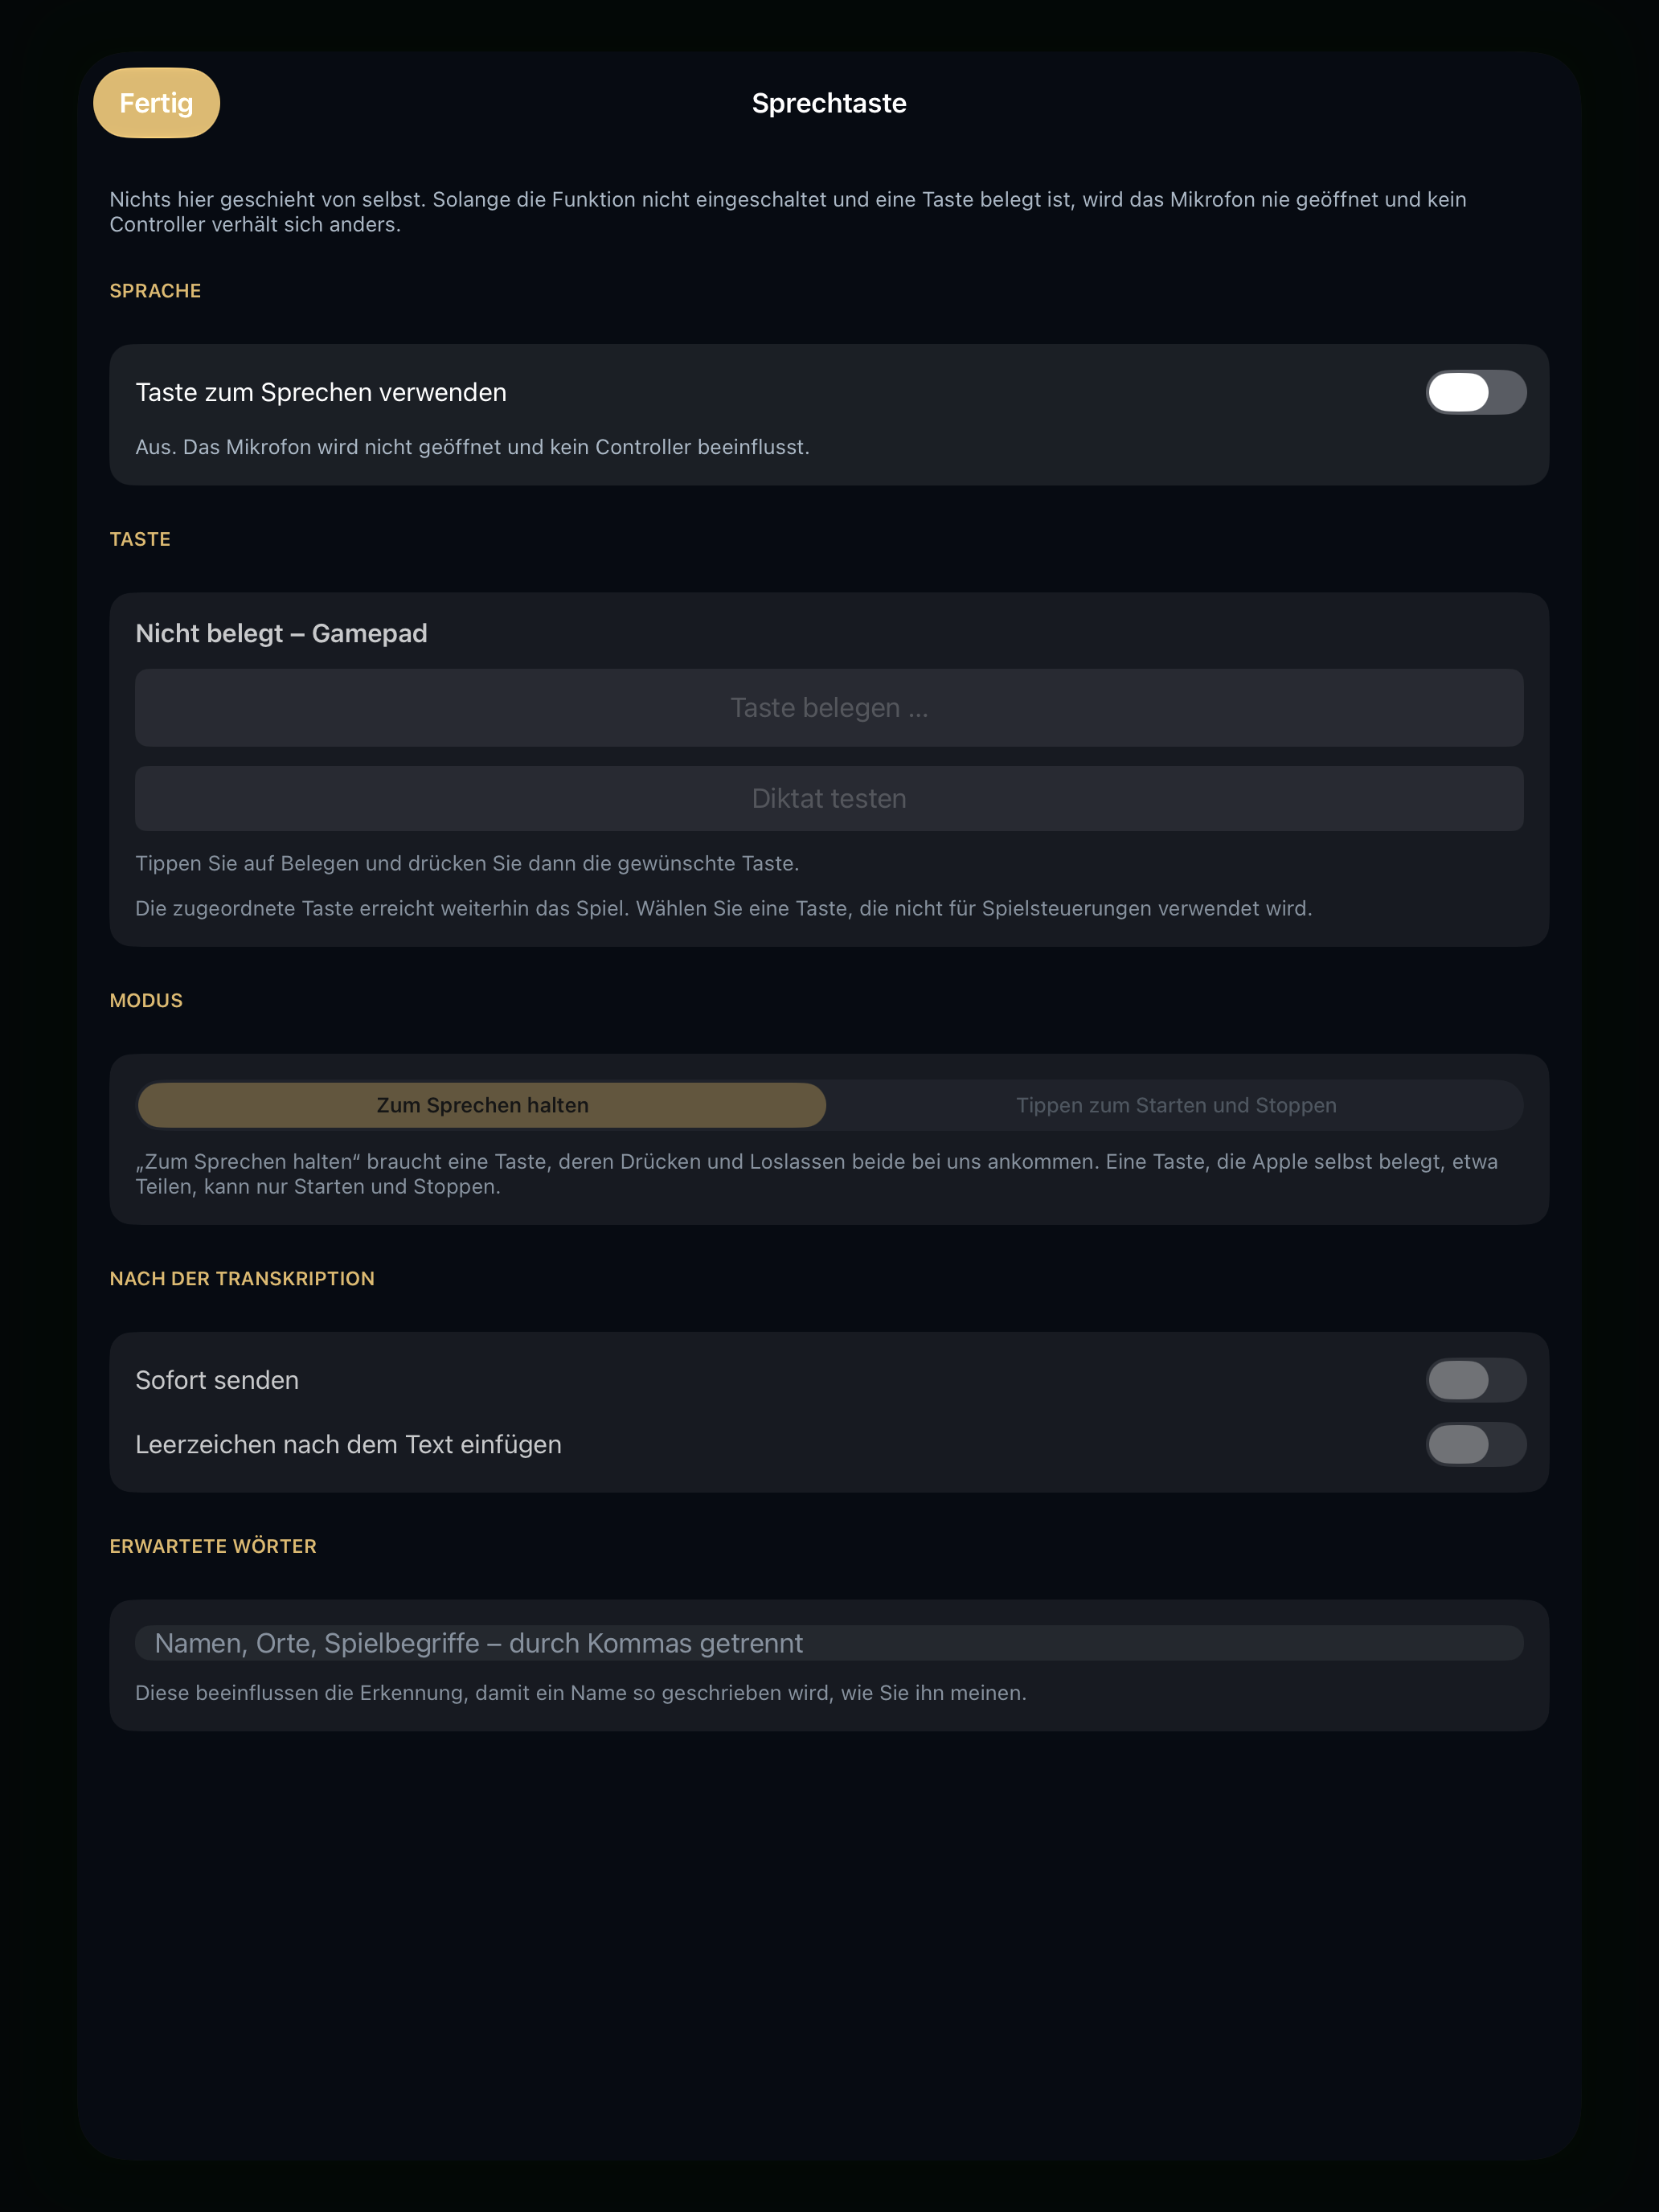 Fertig
Sprechtaste
Nichts hier geschieht von selbst. Solange die Funktion nicht eingeschaltet und eine Taste belegt ist, wird das Mikrofon nie geöffnet und kein
Controller verhält sich anders.
SPRACHE
Taste zum Sprechen verwenden
Aus. Das Mikrofon wird nicht geöffnet und kein Controller beeinflusst.
TASTE
Nicht belegt – Gamepad
Taste belegen ...
Diktat testen
Tippen Sie auf Belegen und drücken Sie dann die gewünschte Taste.
Die zugeordnete Taste erreicht weiterhin das Spiel. Wählen Sie eine Taste, die nicht für Spielsteuerungen verwendet wird.
MODUS
Zum Sprechen halten
Tippen zum Starten und Stoppen
„Zum Sprechen halten“ braucht eine Taste, deren Drücken und Loslassen beide bei uns ankommen. Eine Taste, die Apple selbst belegt, etwa
Teilen, kann nur Starten und Stoppen.
NACH DER TRANSKRIPTION
Sofort senden
Leerzeichen nach dem Text einfügen
ERWARTETE WÖRTER
Namen, Orte, Spielbegriffe – durch Kommas getrennt
Diese beeinflussen die Erkennung, damit ein Name so geschrieben wird, wie Sie ihn meinen.